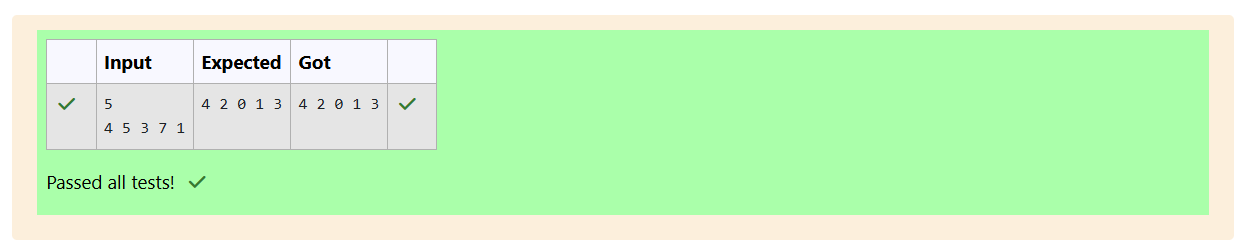 Input Expected Got
5 4 2 0 1 3 4 2 0 1 3
4 5 3 7 1
Passed all tests!